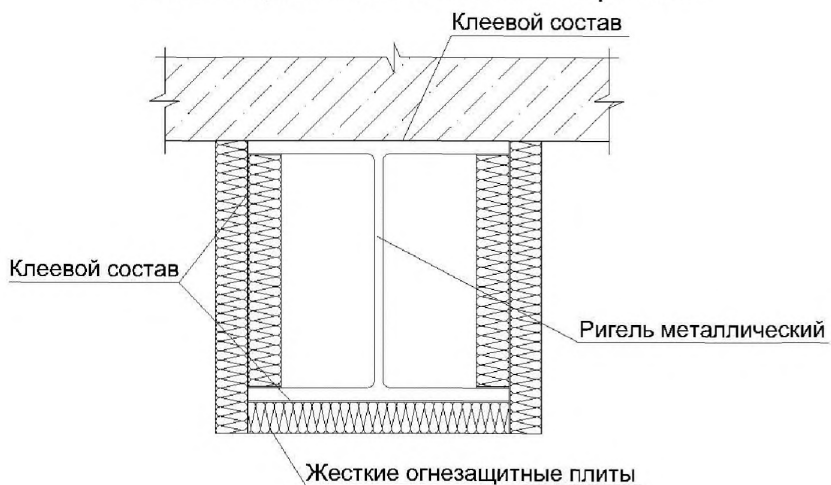 Клеевой состав
Клеевой состав
Ригель металлический
Жесткие огнезащитные плиты